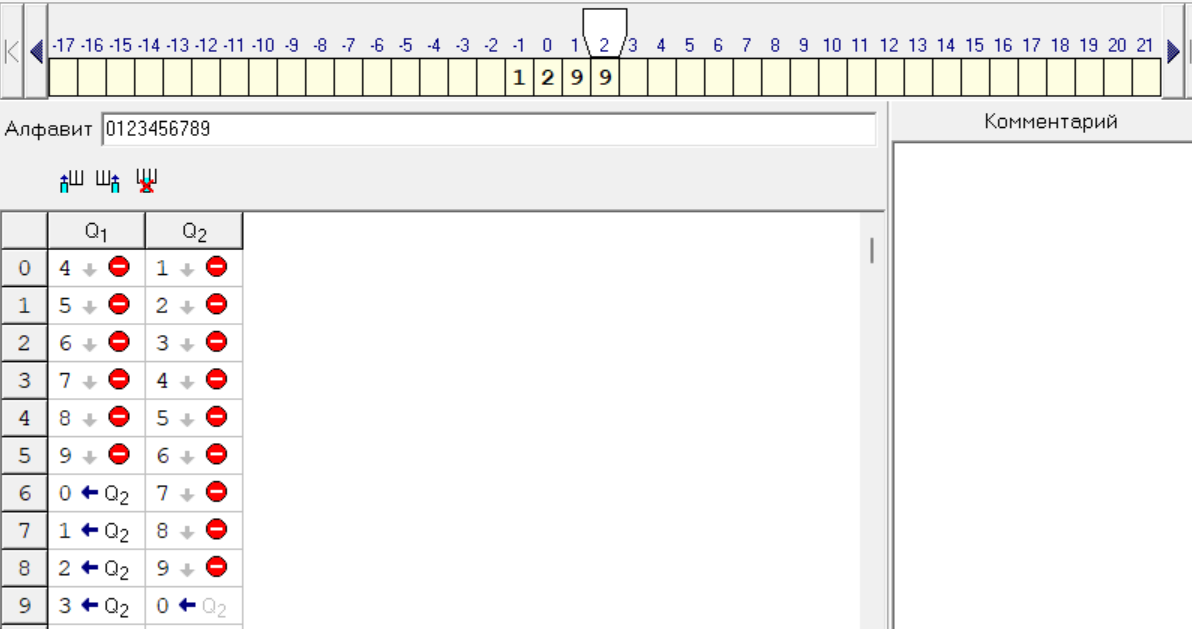 -17 -16 -15 -14 -13 -12 -11 -10 -9 -8 -7 -6 -5 -4 -3 -2 -1 0 1 2 3 4 5 6 7 8 9 10 11 12 13 14 15 16 17 18 19 20 21
1 2 9 9
Алфавит 0123456789
Комментарий
Q1 Q2
0 4 ↓ 1 ↓
1 5 ↓ 2 ↓
2 6 ↓ 3 ↓
3 7 ↓ 4 ↓
4 8 ↓ 5 ↓
5 9 ↓ 6 ↓
6 0 ← Q2 7 ↓
7 1 ← Q2 8 ↓
8 2 ← Q2 9 ↓
9 3 ← Q2 0 ← Q2